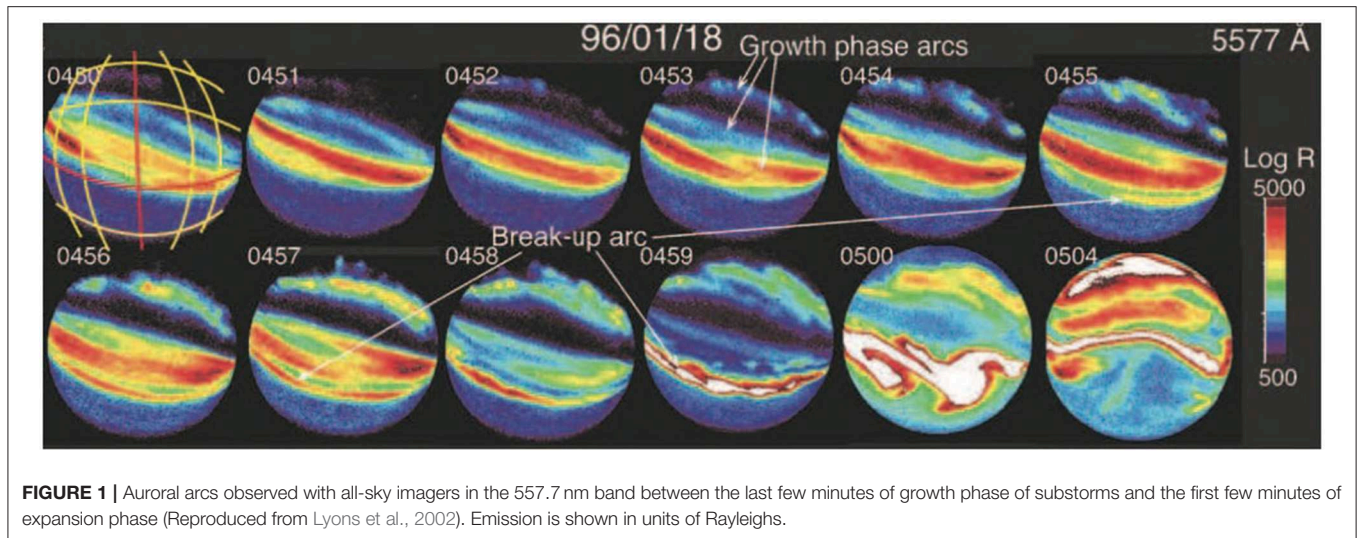 96/01/18
Growth phase arcs
5577 Å
0450
0451
0452
0453
0454
0455
Log R
5000
Break-up arc
0456
0457
0458
0459
0500
0504
500
FIGURE 1 | Auroral arcs observed with all-sky imagers in the 557.7 nm band between the last few minutes of growth phase of substorms and the first few minutes of
expansion phase (Reproduced from Lyons et al., 2002). Emission is shown in units of Rayleighs.